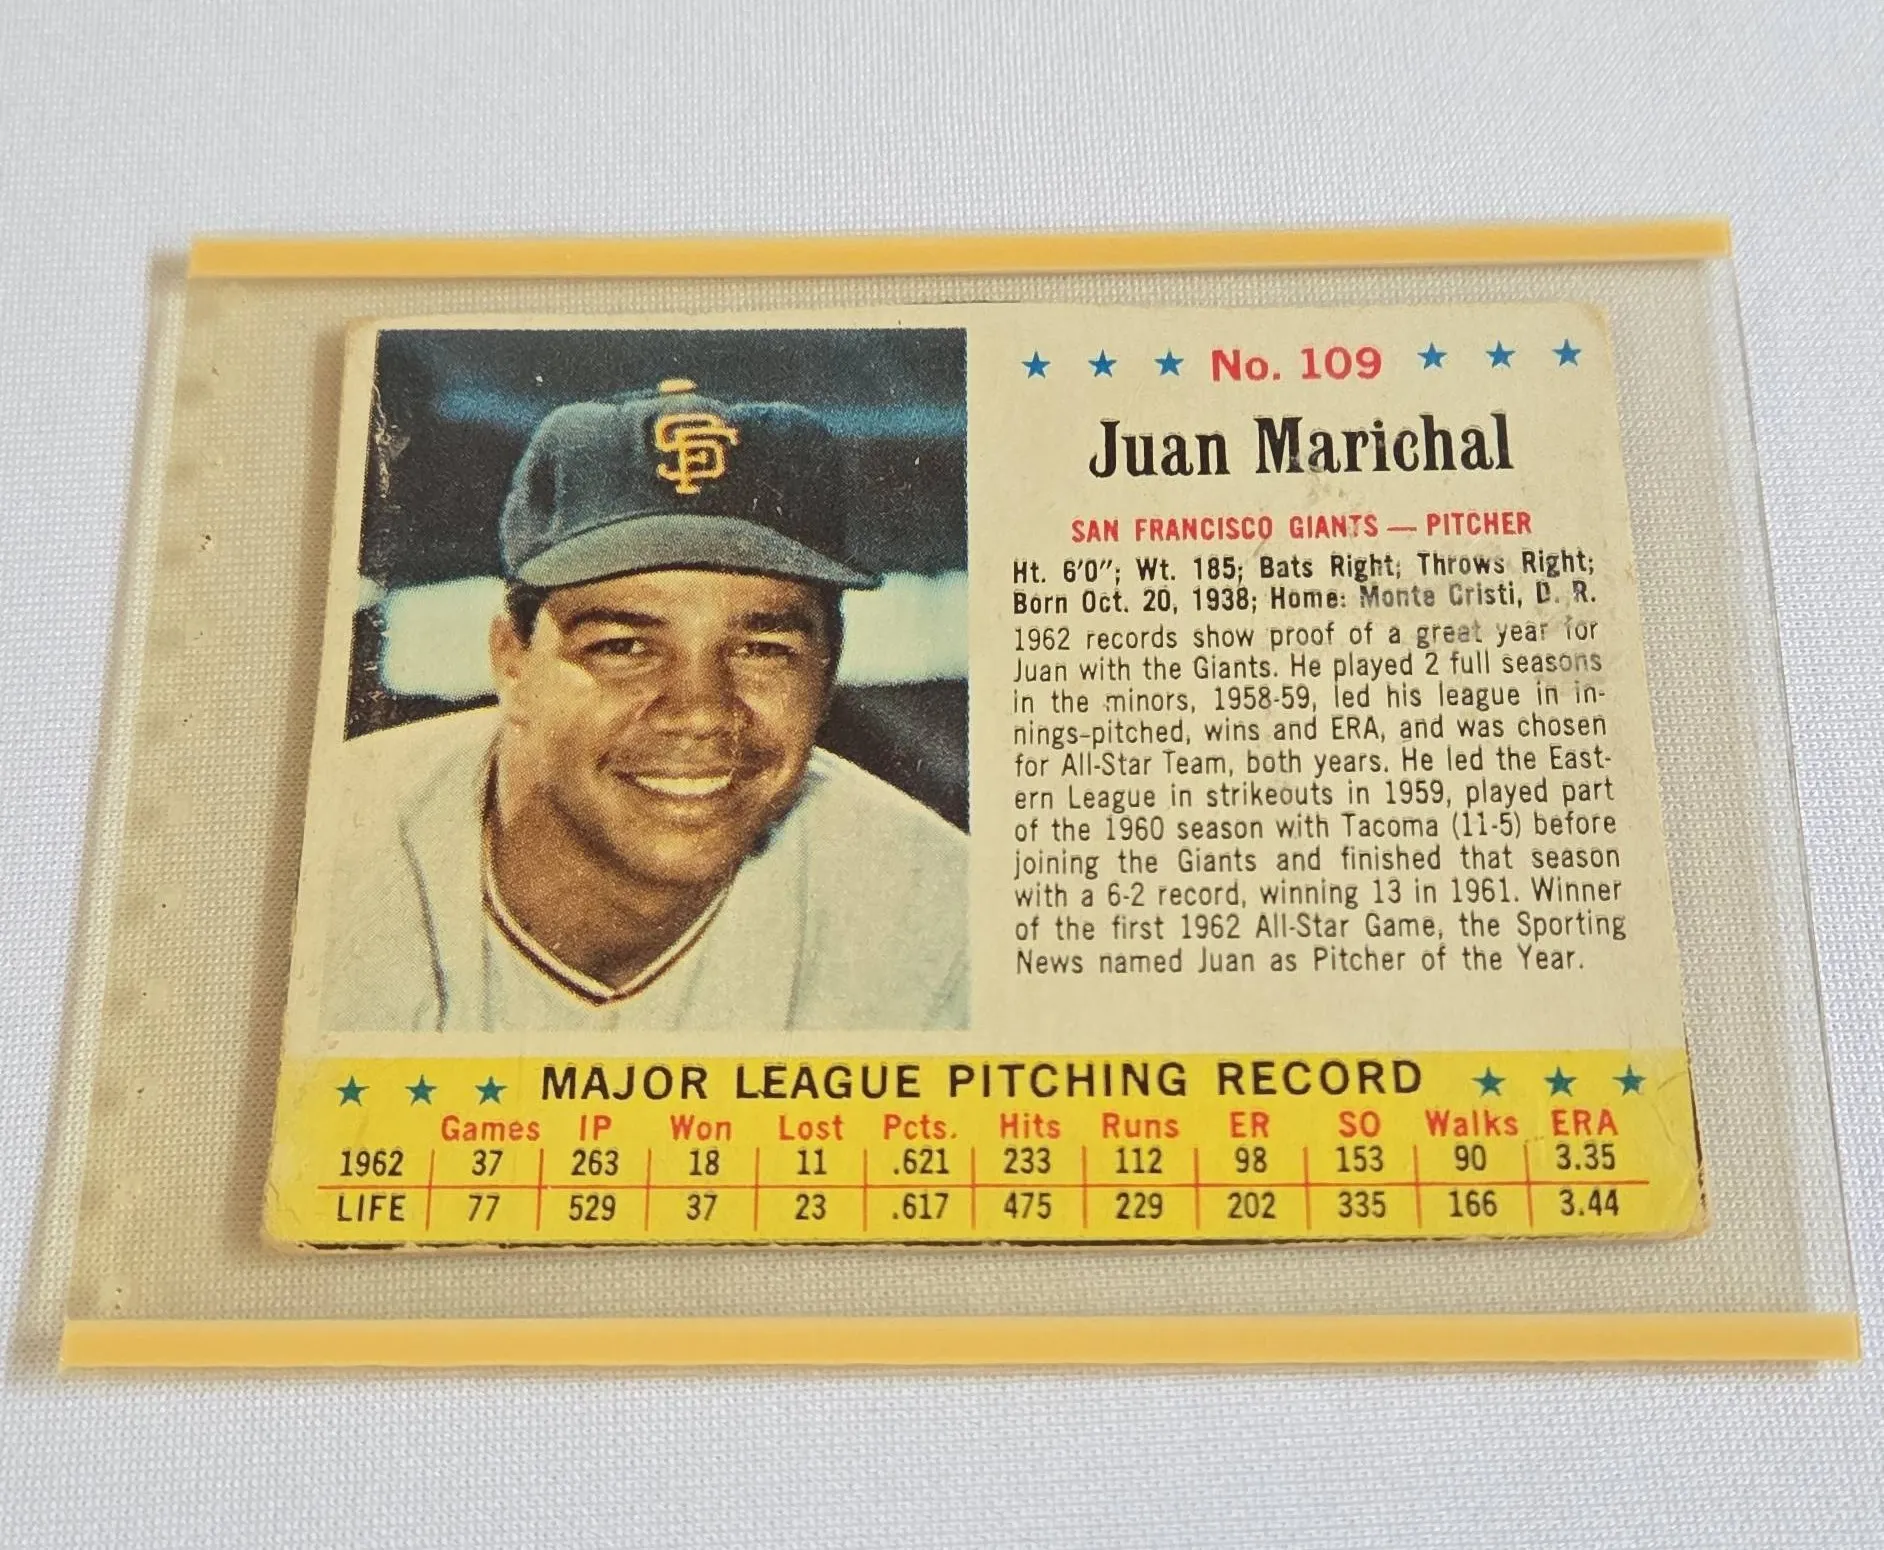 SF
★ ★ ★ No. 109 ★ ★ ★
Juan Marichal
SAN FRANCISCO GIANTS — PITCHER
Ht. 6'0"; Wt. 185; Bats Right; Throws Right;
Born Oct. 20, 1938; Home: Monte Cristi, D. R.
1962 records show proof of a great year for
Juan with the Giants. He played 2 full seasons
in the minors, 1958-59, led his league in in-
nings-pitched, wins and ERA, and was chosen
for All-Star Team, both years. He led the East-
ern League in strikeouts in 1959, played part
of the 1960 season with Tacoma (11-5) before
joining the Giants and finished that season
with a 6-2 record, winning 13 in 1961. Winner
of the first 1962 All-Star Game, the Sporting
News named Juan as Pitcher of the Year.
★ ★ ★ MAJOR LEAGUE PITCHING RECORD ★ ★ ★
Games IP Won Lost Pcts. Hits Runs ER SO Walks ERA
1962 37 263 18 11 .621 233 112 98 153 90 3.35
LIFE 77 529 37 23 .617 475 229 202 335 166 3.44